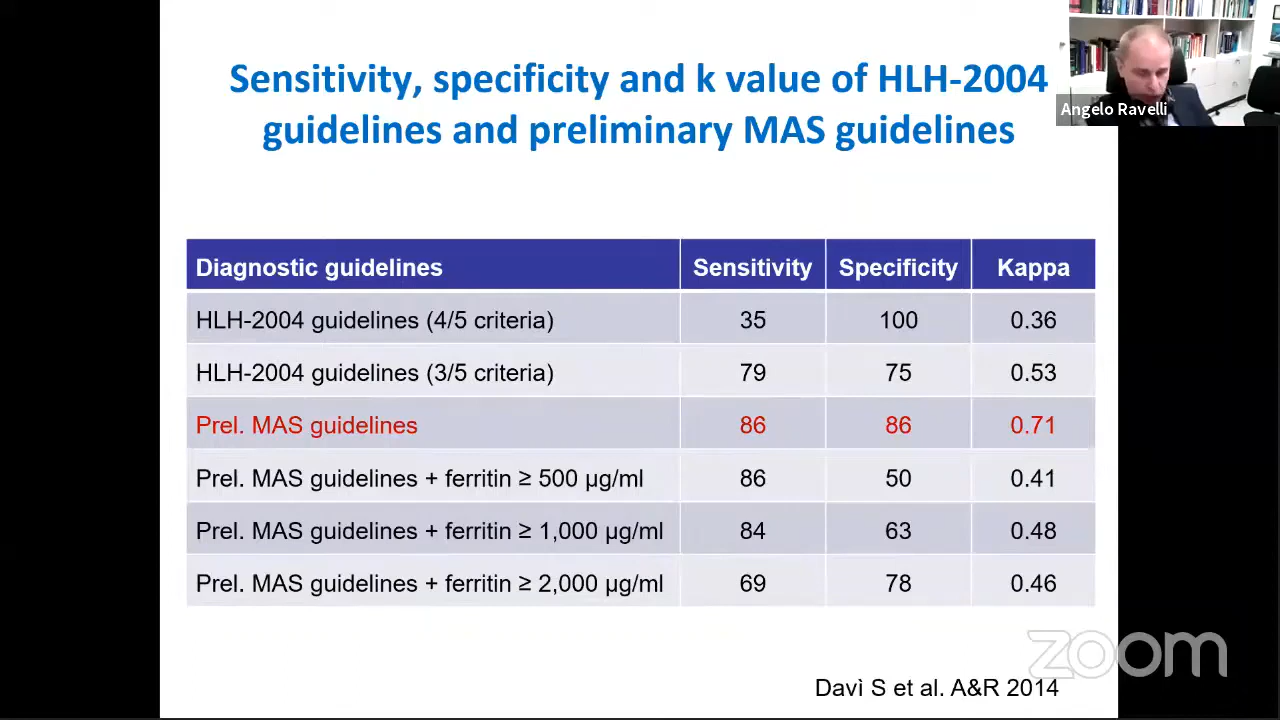 Sensitivity, specificity and k value of HLH-2004
guidelines and preliminary MAS guidelines
Angelo Ravelli
Diagnostic guidelines Sensitivity Specificity Kappa
HLH-2004 guidelines (4/5 criteria) 35 100 0.36
HLH-2004 guidelines (3/5 criteria) 79 75 0.53
Prel. MAS guidelines 86 86 0.71
Prel. MAS guidelines + ferritin ≥ 500 µg/ml 86 50 0.41
Prel. MAS guidelines + ferritin ≥ 1,000 µg/ml 84 63 0.48
Prel. MAS guidelines + ferritin ≥ 2,000 µg/ml 69 78 0.46
zoom
Davì S et al. A&R 2014